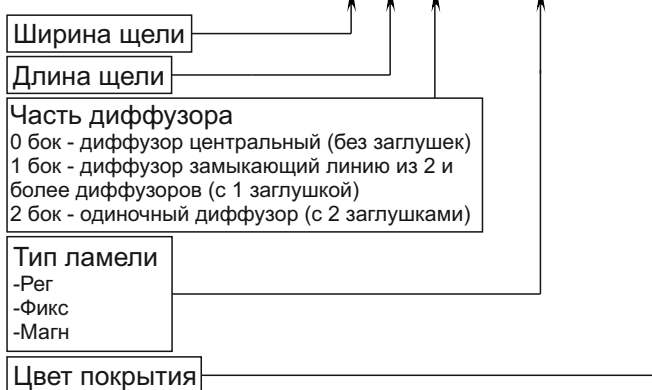 Ширина щели
Длина щели
Часть диффузора
0 бок - диффузор центральный (без заглушек)
1 бок - диффузор замыкающий линию из 2 и
более диффузоров (с 1 заглушкой)
2 бок - одиночный диффузор (с 2 заглушками)
Тип ламели
-Рег
-Фикс
-Магн
Цвет покрытия